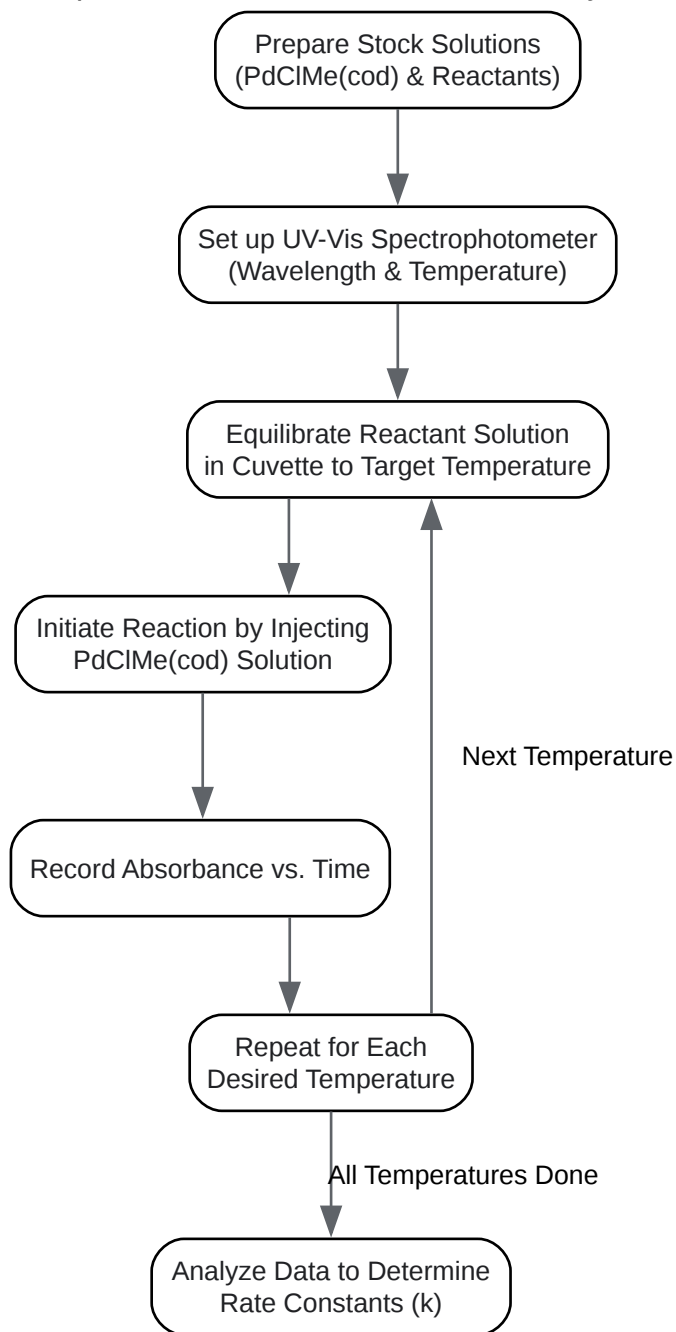 Prepare Stock Solutions
(PdClMe(cod) & Reactants)
Set up UV-Vis Spectrophotometer
(Wavelength & Temperature)
Equilibrate Reactant Solution
in Cuvette to Target Temperature
Initiate Reaction by Injecting
PdClMe(cod) Solution
Next Temperature
Record Absorbance vs. Time
Repeat for Each
Desired Temperature
All Temperatures Done
Analyze Data to Determine
Rate Constants (k)